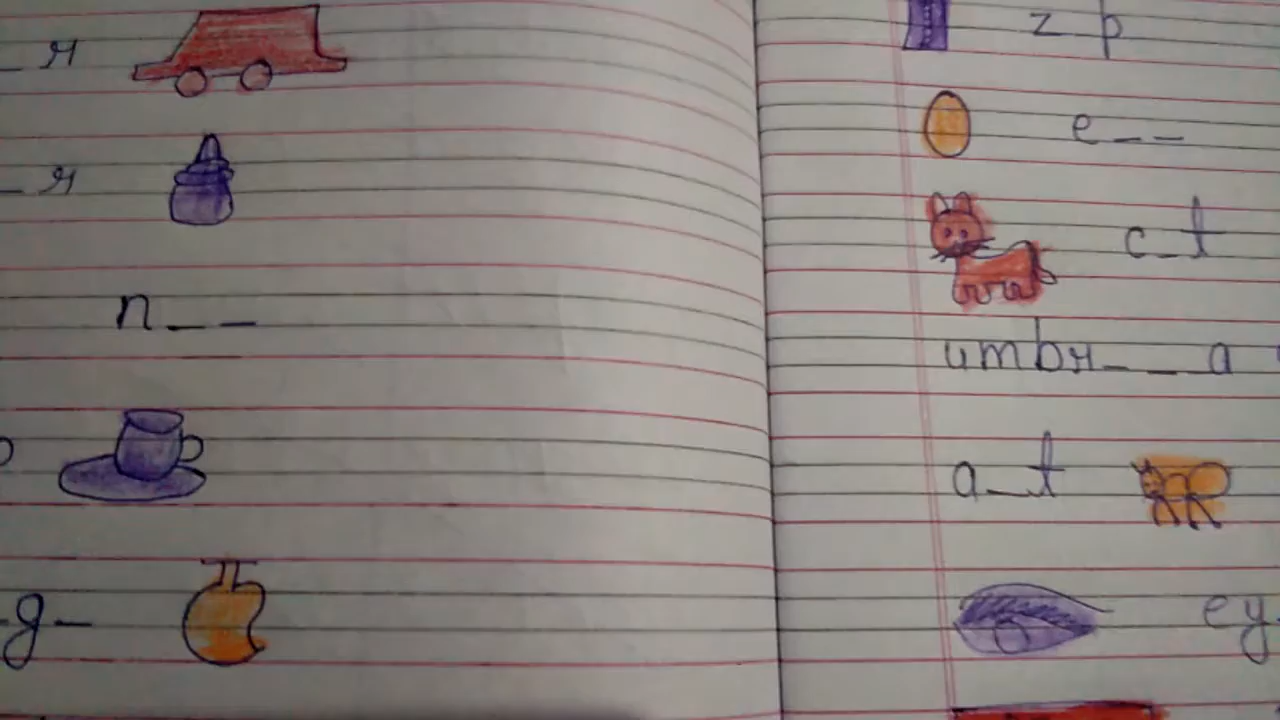 _ r
_ r
n _ _
p
g _
z p
e _ _
c _ t
umbr _ _ a
a _ t
ey